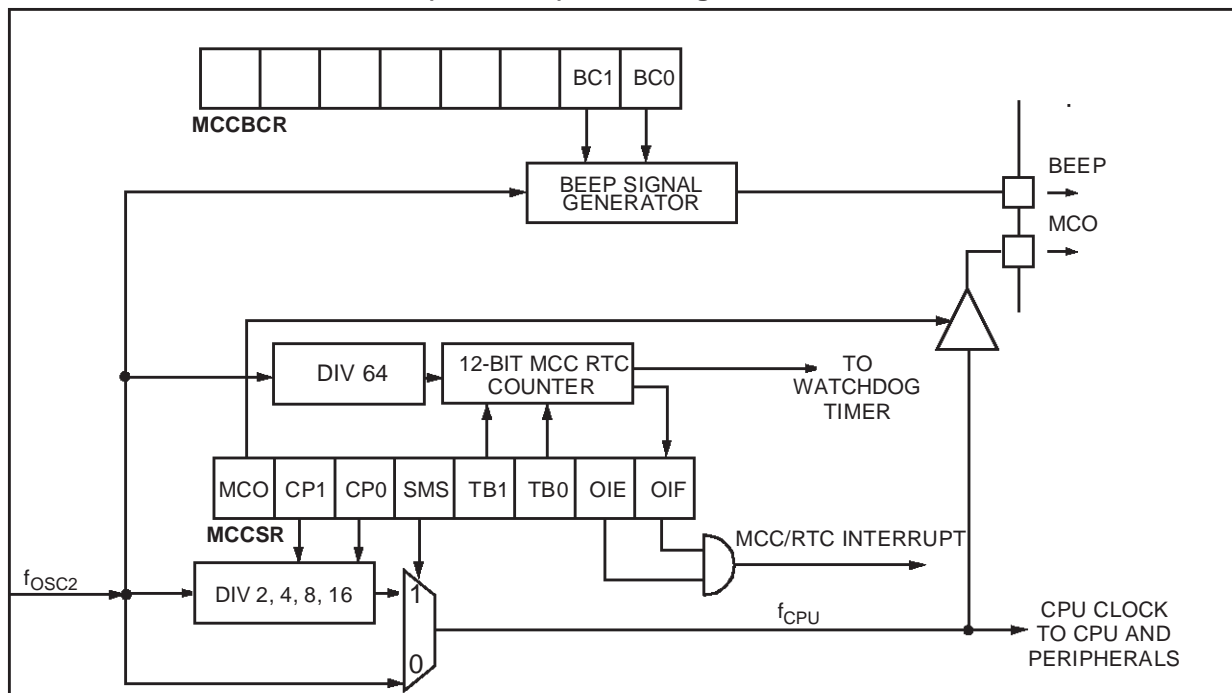 BC1 BC0
MCCBCR
BEEP SIGNAL
GENERATOR
BEEP
MCO
DIV 64
12-BIT MCC RTC
COUNTER
TO
WATCHDOG
TIMER
MCO CP1 CP0 SMS TB1 TB0 OIE OIF
MCCSR
MCC/RTC INTERRUPT
fOSC2
DIV 2, 4, 8, 16
1
0
fCPU
CPU CLOCK
TO CPU AND
PERIPHERALS